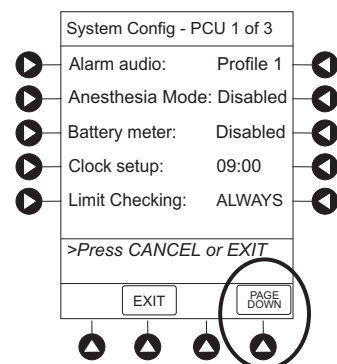 System Config - PCU 1 of 3
Alarm audio: Profile 1
Anesthesia Mode: Disabled
Battery meter: Disabled
Clock setup: 09:00
Limit Checking: ALWAYS
>Press CANCEL or EXIT
EXIT
PAGE
DOWN